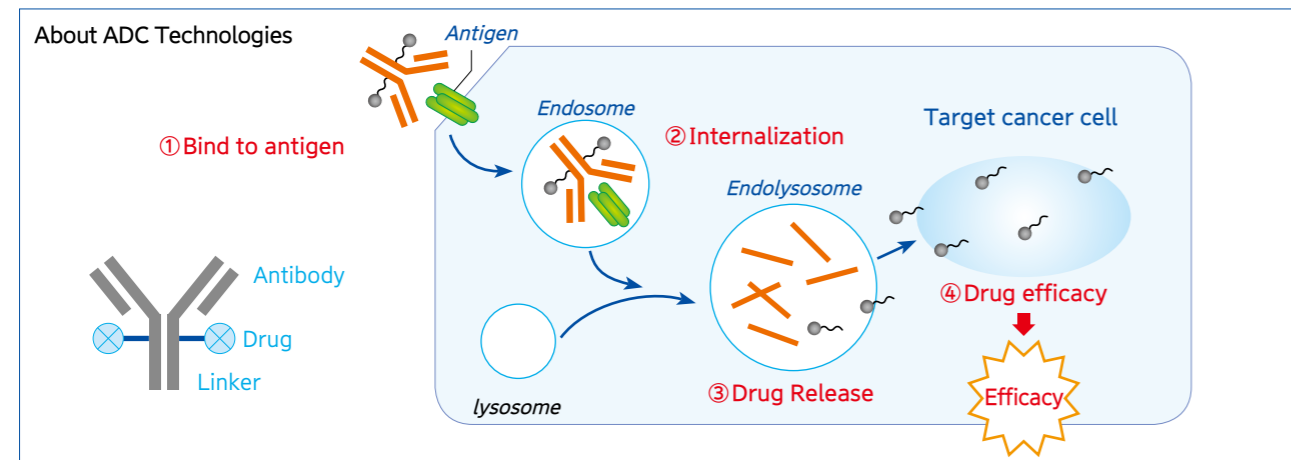 About ADC Technologies
Antigen
①Bind to antigen
Endosome
②Internalization
Target cancer cell
Endolysosome
Antibody
Drug
Linker
lysosome
③Drug Release
④Drug efficacy
Efficacy